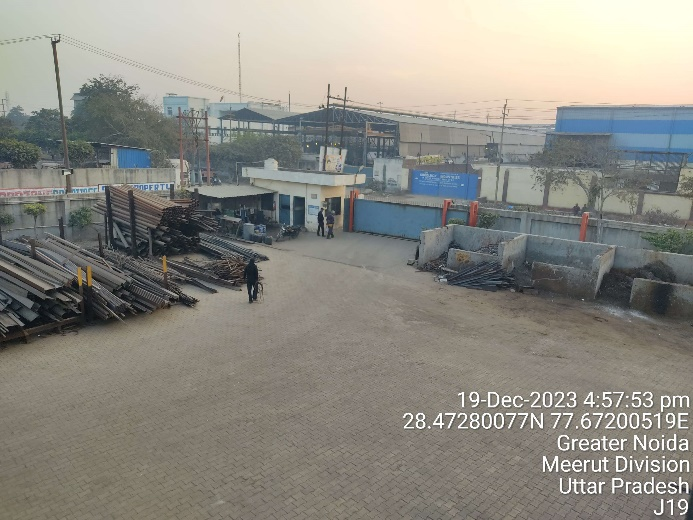 19-Dec-2023 4:57:53 pm
28.47280077N 77.67200519E
Greater Noida
Meerut Division
Uttar Pradesh
J19